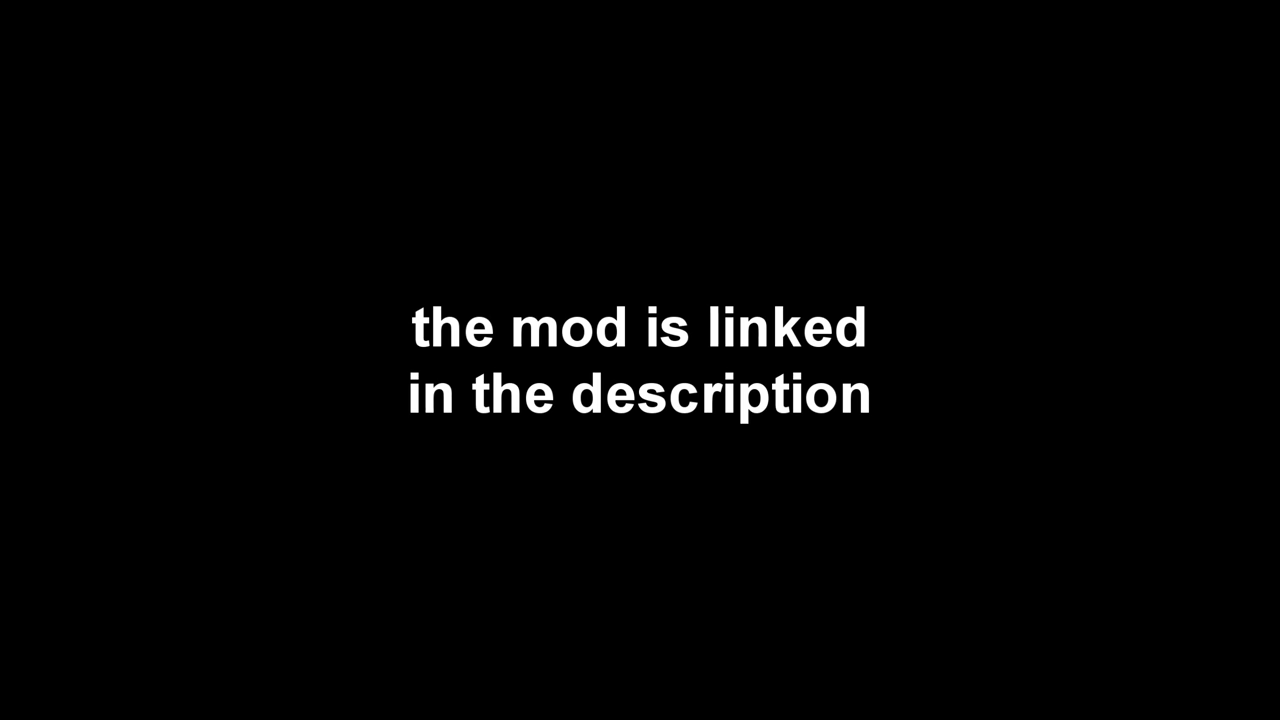 the mod is linked
in the description